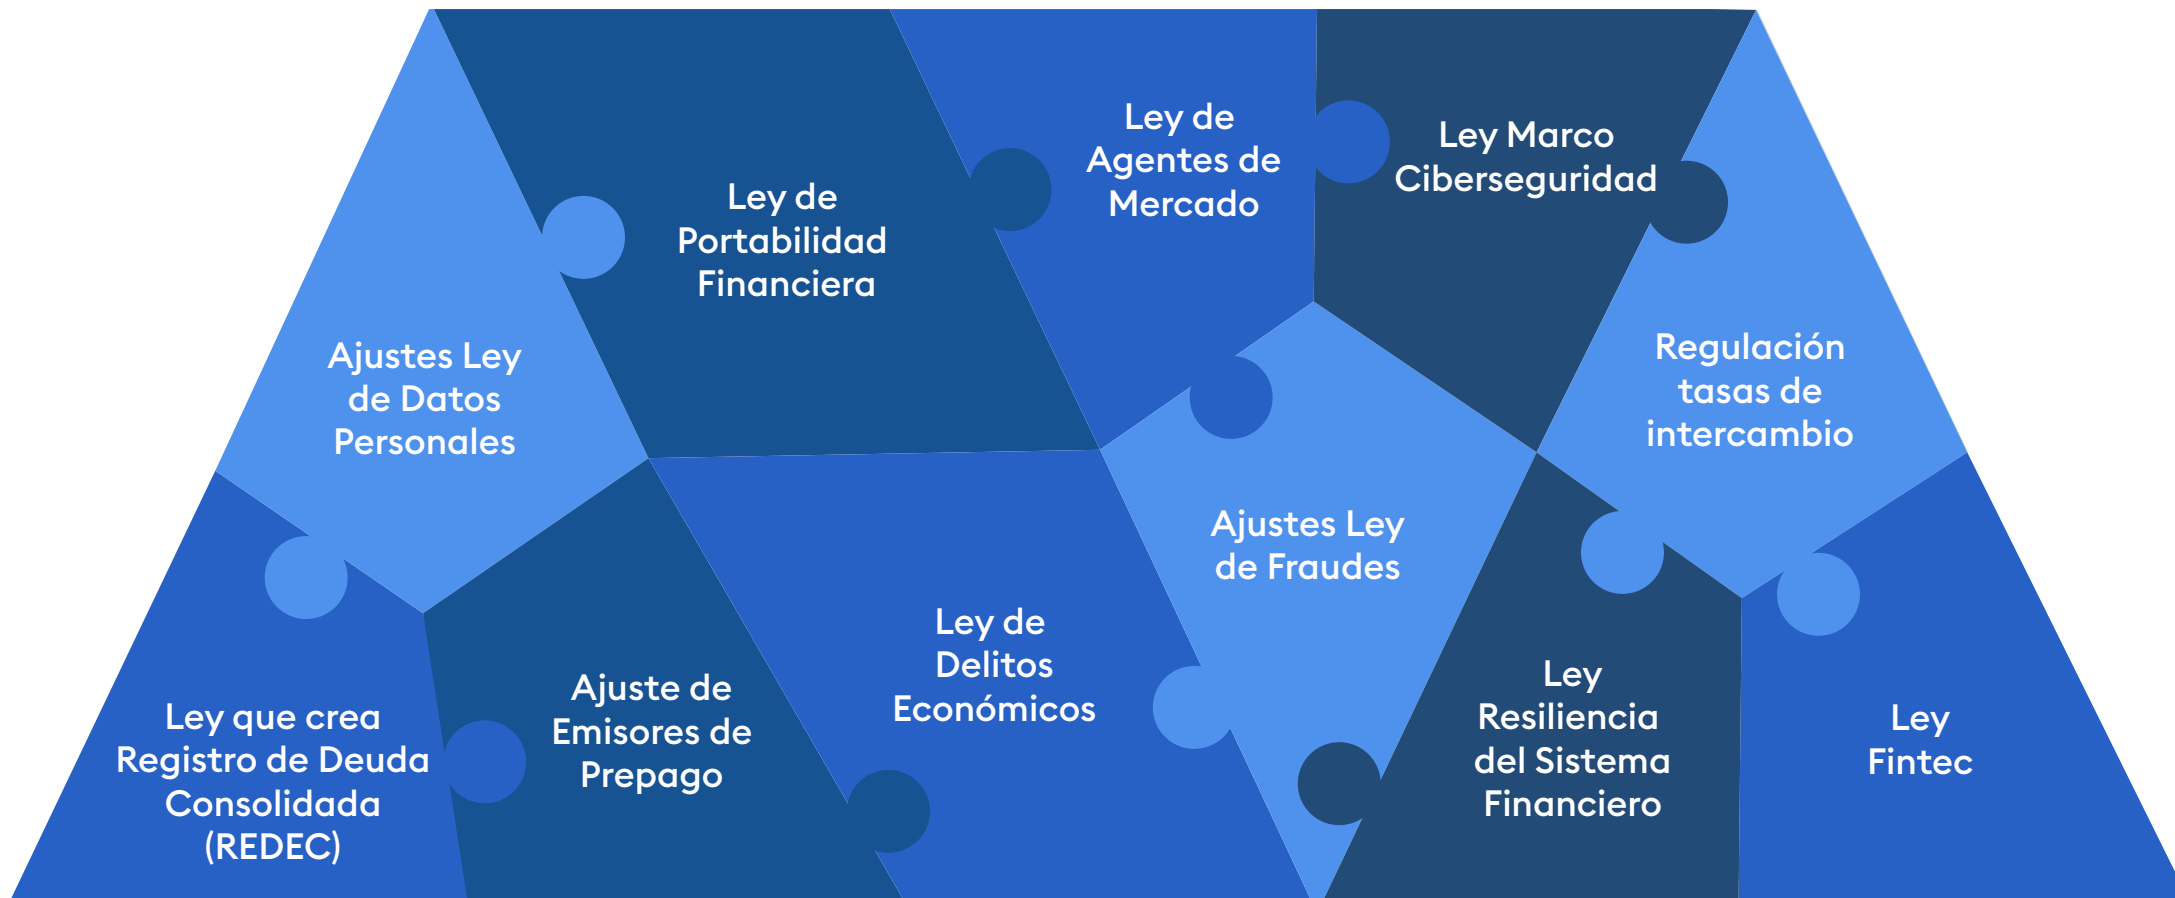 Ley de
Portabilidad
Financiera
Ley de
Agentes de
Mercado
Ley Marco
Ciberseguridad
Ajustes Ley
de Datos
Personales
Regulación
tasas de
intercambio
Ajustes Ley
de Fraudes
Ley que crea
Registro de Deuda
Consolidada
(REDEC)
Ajuste de
Emisores de
Prepago
Ley de
Delitos
Económicos
Ley
Resiliencia
del Sistema
Financiero
Ley
Fintec